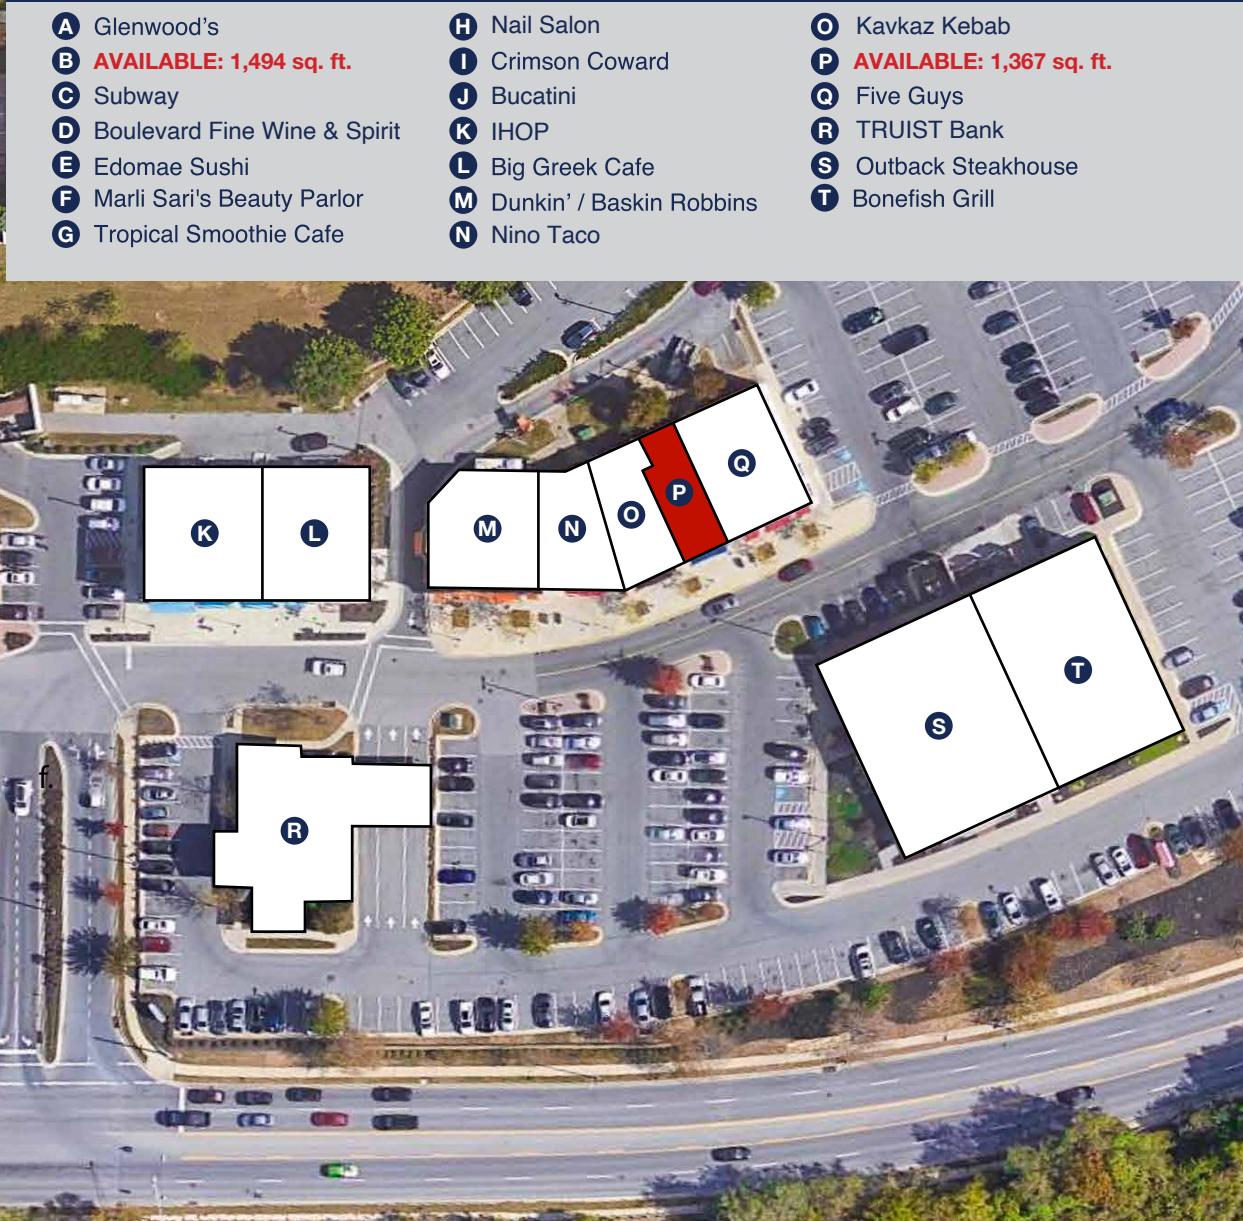 A Glenwood’s
B AVAILABLE: 1,494 sq. ft.
C Subway
D Boulevard Fine Wine & Spirit
E Edomae Sushi
F Marli Sari's Beauty Parlor
G Tropical Smoothie Cafe
H Nail Salon
I Crimson Coward
J Bucatini
K IHOP
L Big Greek Cafe
M Dunkin’ / Baskin Robbins
N Nino Taco
O Kavkaz Kebab
P AVAILABLE: 1,367 sq. ft.
Q Five Guys
R TRUIST Bank
S Outback Steakhouse
T Bonefish Grill
K
L
M
N
O
P
Q
S
T
R
f.